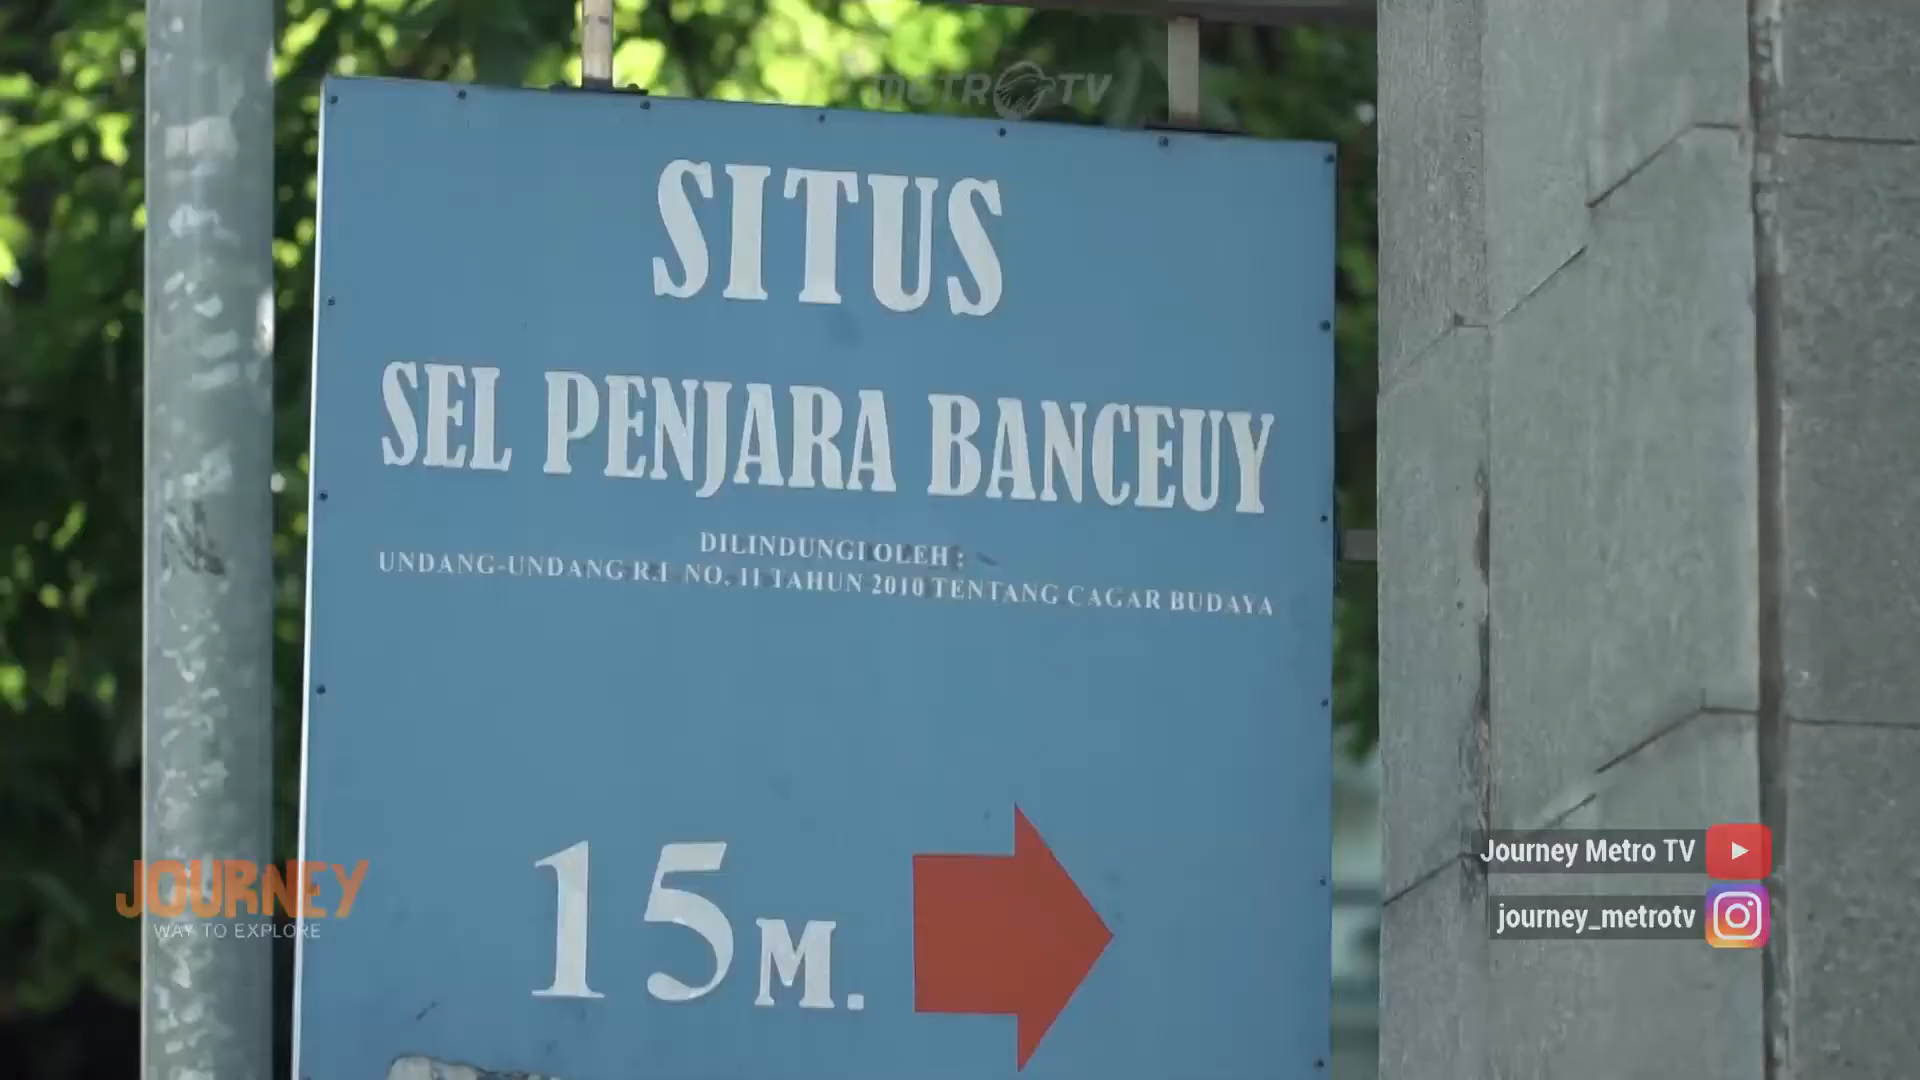 METRO TV
SITUS
SEL PENJARA BANCEUY
DILINDUNGI OLEH :
UNDANG-UNDANG R.I NO. 11 TAHUN 2010 TENTANG CAGAR BUDAYA
15 M.
Journey Metro TV
journey_metrotv
JOURNEY
WAY TO EXPLORE